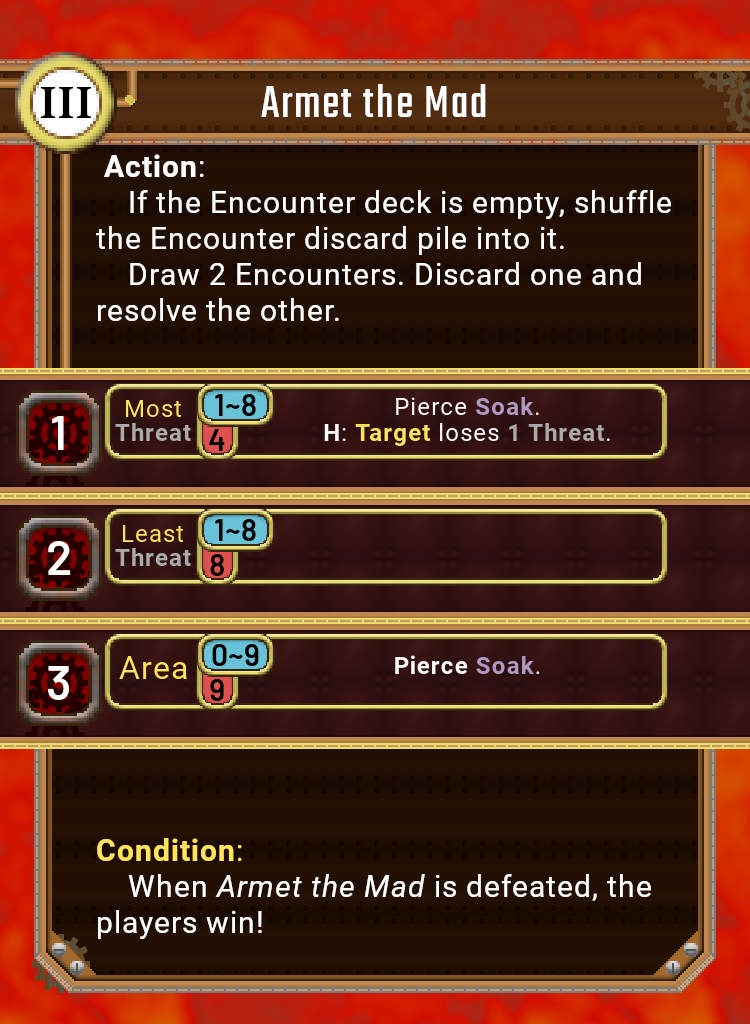 III
Armet the Mad
Action:
If the Encounter deck is empty, shuffle
the Encounter discard pile into it.
Draw 2 Encounters. Discard one and
resolve the other.
1
Most
Threat
1~8
4
Pierce Soak.
H: Target loses 1 Threat.
2
Least
Threat
1~8
8
3
Area
0~9
9
Pierce Soak.
Condition:
When Armet the Mad is defeated, the
players win!